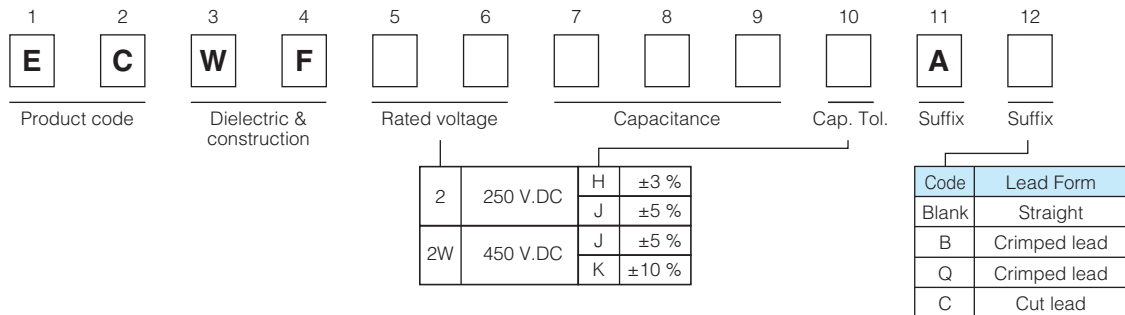 1 2 3 4 5 6 7 8 9 10 11 12
E C W F A
Product code Dielectric & Rated voltage Capacitance Cap. Tol. Suffix Suffix
construction
2 250 V.DC H ±3 %
J ±5 %
2W 450 V.DC J ±5 %
K ±10 %
Code Lead Form
Blank Straight
B Crimped lead
Q Crimped lead
C Cut lead